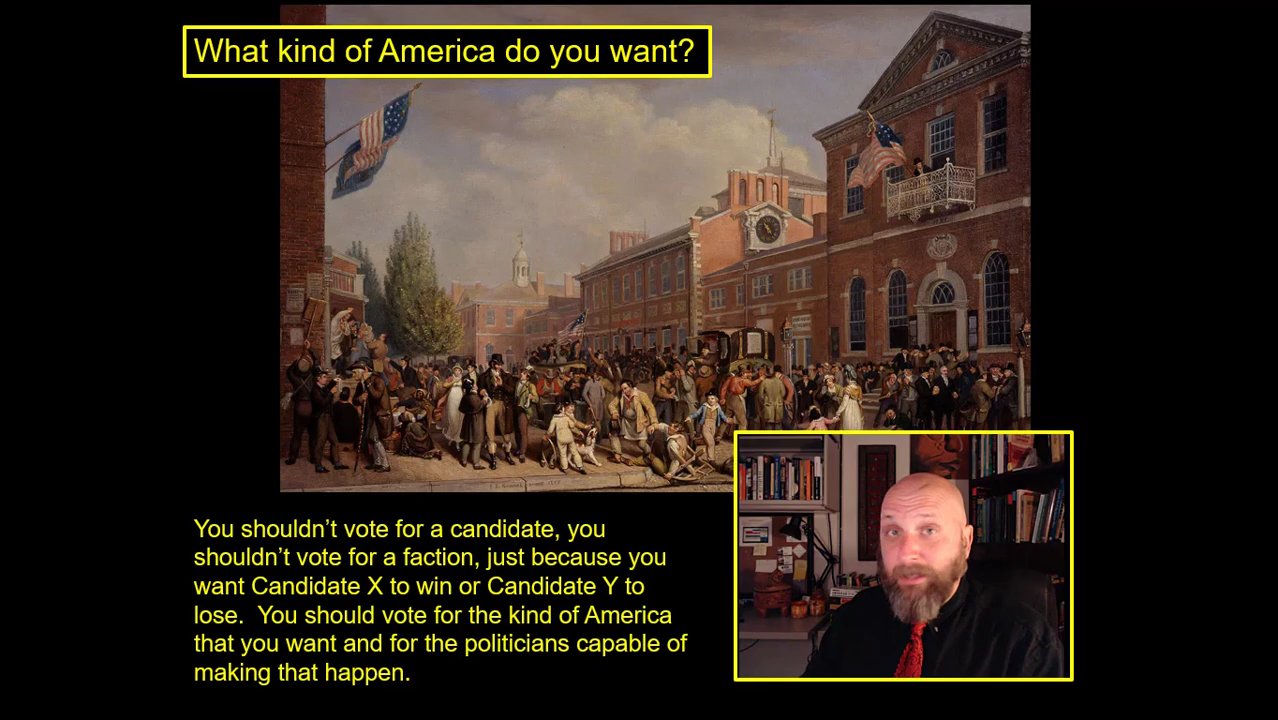 What kind of America do you want?
You shouldn’t vote for a candidate, you
shouldn’t vote for a faction, just because you
want Candidate X to win or Candidate Y to
lose.  You should vote for the kind of America
that you want and for the politicians capable of
making that happen.